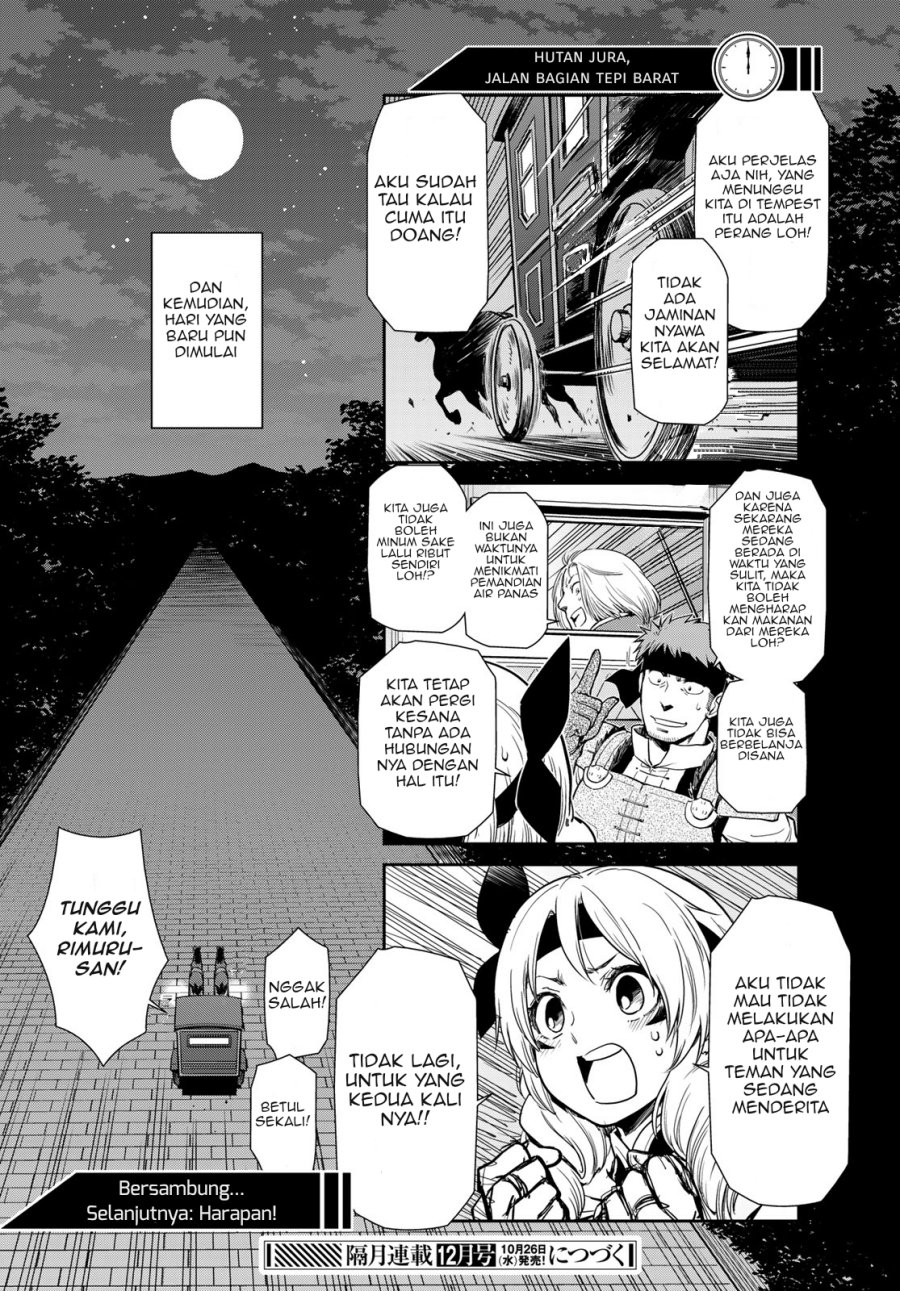 HUTAN JURA,
JALAN BAGIAN TEPI BARAT
AKU PERJELAS
AJA NIH, YANG
MENUNGGU
KITA DI TEMPEST
ITU ADALAH
PERANG LOH!
TIDAK
ADA
JAMINAN
NYAWA
KITA AKAN
SELAMAT!
AKU SUDAH
TAU KALAU
CUMA ITU
DOANG!
DAN JUGA
KARENA
SEKARANG
MEREKA
SEDANG
BERADA DI
WAKTU YANG
SULIT, MAKA
KITA TIDAK
BOLEH
MENGHARAP
KAN MAKANAN
DARI MEREKA
LOH?
KITA JUGA
TIDAK BISA
BERBELANJA
DISANA
INI JUGA
BUKAN
WAKTUNYA
UNTUK
MENIKMATI
PEMANDIAN
AIR PANAS
KITA JUGA
TIDAK
BOLEH
MINUM SAKE
LALU RIBUT
SENDIRI
LOH!?
KITA TETAP
AKAN PERGI
KESANA
TANPA ADA
HUBUNGAN
NYA DENGAN
HAL ITU!
AKU TIDAK
MAU TIDAK
MELAKUKAN
APA-APA
UNTUK
TEMAN YANG
SEDANG
MENDERITA
TIDAK LAGI,
UNTUK YANG
KEDUA KALI
NYA!!
DAN
KEMUDIAN,
HARI YANG
BARU PUN
DIMULAI
NGGAK
SALAH!
BETUL
SEKALI!
TUNGGU
KAMI,
RIMURU-
SAN!
Bersambung...
Selanjutnya: Harapan!
隔月連載 12月号 10月26日(水)発売! につづく